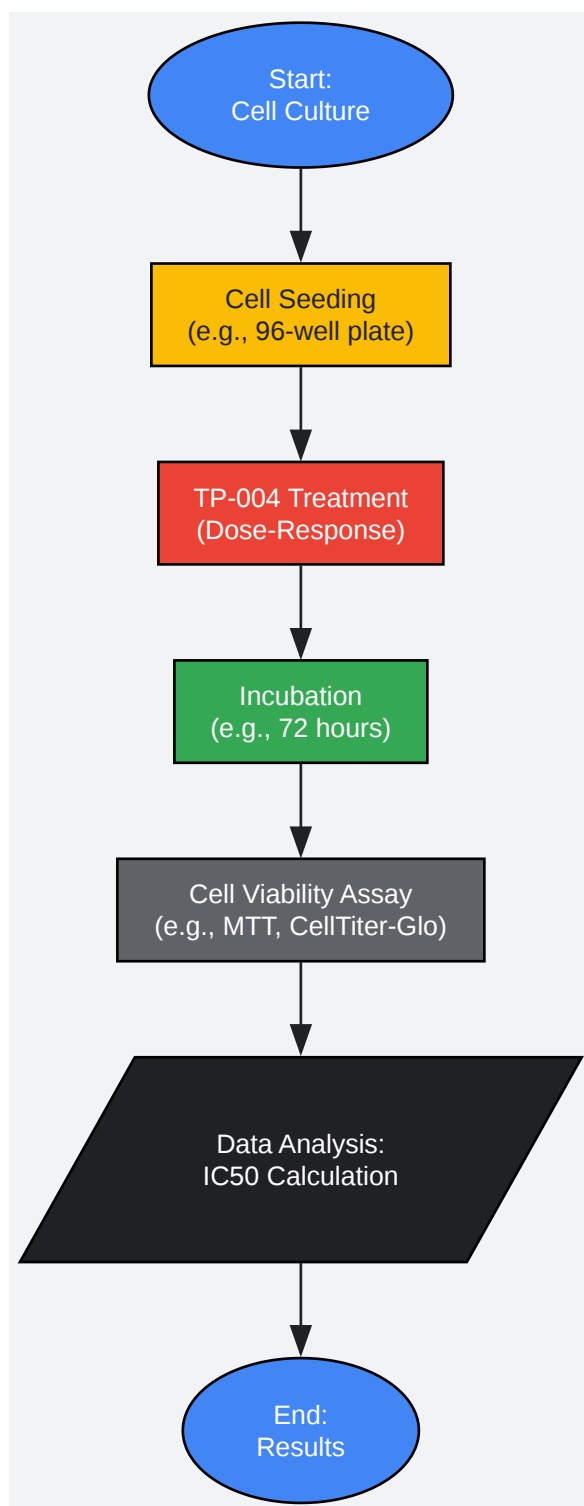 Start:
Cell Culture
Cell Seeding
(e.g., 96-well plate)
TP-004 Treatment
(Dose-Response)
Incubation
(e.g., 72 hours)
Cell Viability Assay
(e.g., MTT, CellTiter-Glo)
Data Analysis:
IC50 Calculation
End:
Results